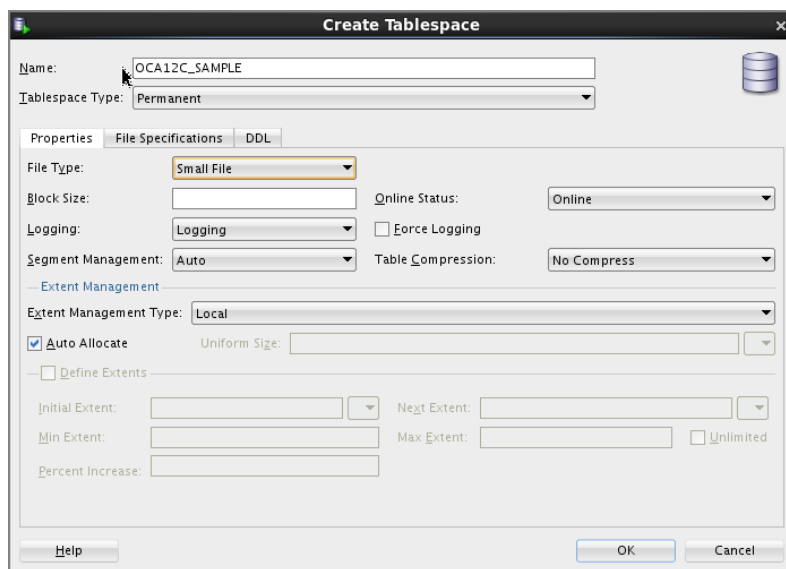 Create Tablespace
Name: OCA12C_SAMPLE
Tablespace Type: Permanent
Properties File Specifications DDL
File Type: Small File
Block Size: Online Status: Online
Logging: Logging Force Logging
Segment Management: Auto Table Compression: No Compress
Extent Management
Extent Management Type: Local
Auto Allocate Uniform Size:
Define Extents
Initial Extent: Next Extent:
Min Extent: Max Extent: Unlimited
Percent Increase:
Help OK Cancel